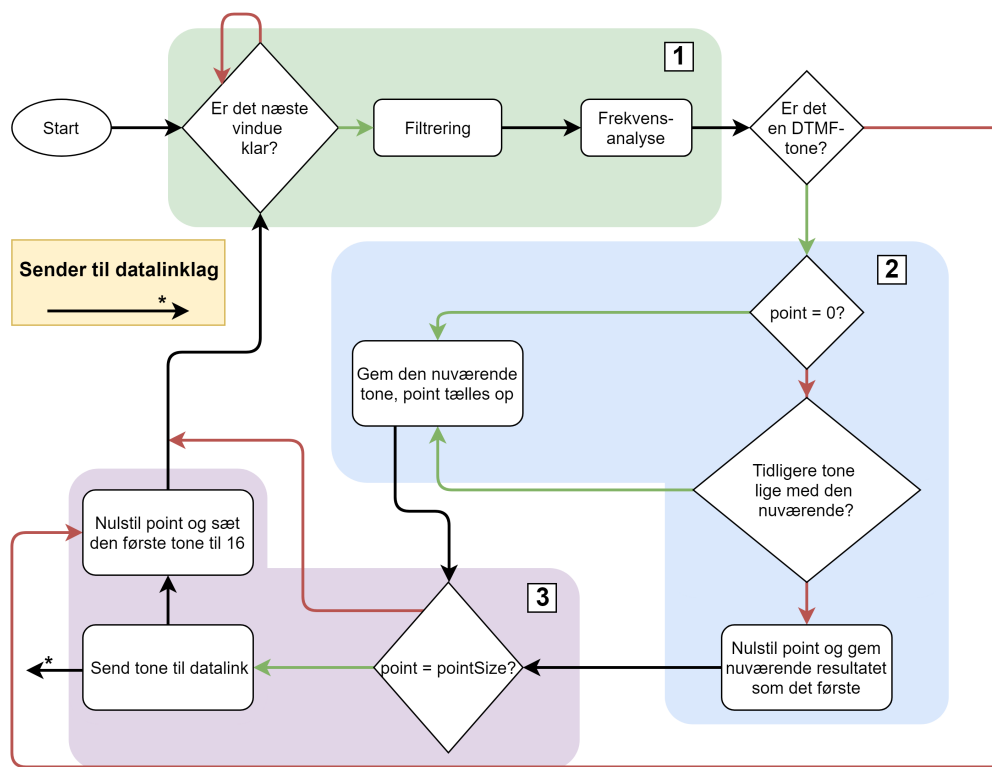 1
Start
Er det næste
vindue
klar?
Filtrering
Frekvens-
analyse
Er det
en DTMF-
tone?
Sender til datalinklag
*
2
point = 0?
Gem den nuværende
tone, point tælles op
Tidligere tone
lige med den
nuværende?
Nulstil point og sæt
den første tone til 16
3
Send tone til datalink
*
point = pointSize?
Nulstil point og gem
nuværende resultatet
som det første